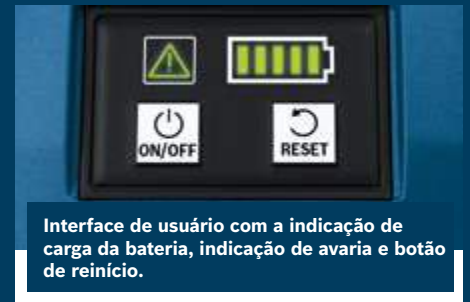 ON/OFF
RESET
Interface de usuário com a indicação de
carga da bateria, indicação de avaria e botão
de reinício.